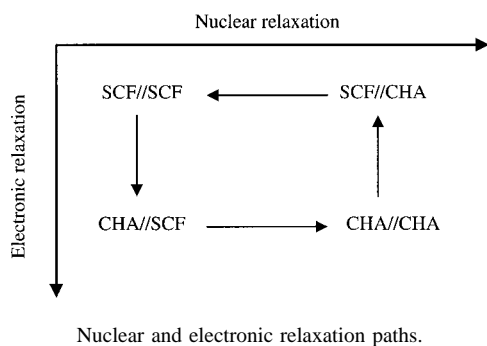 Nuclear relaxation
Electronic relaxation
SCF//SCF
SCF//CHA
CHA//SCF
CHA//CHA
Nuclear and electronic relaxation paths.